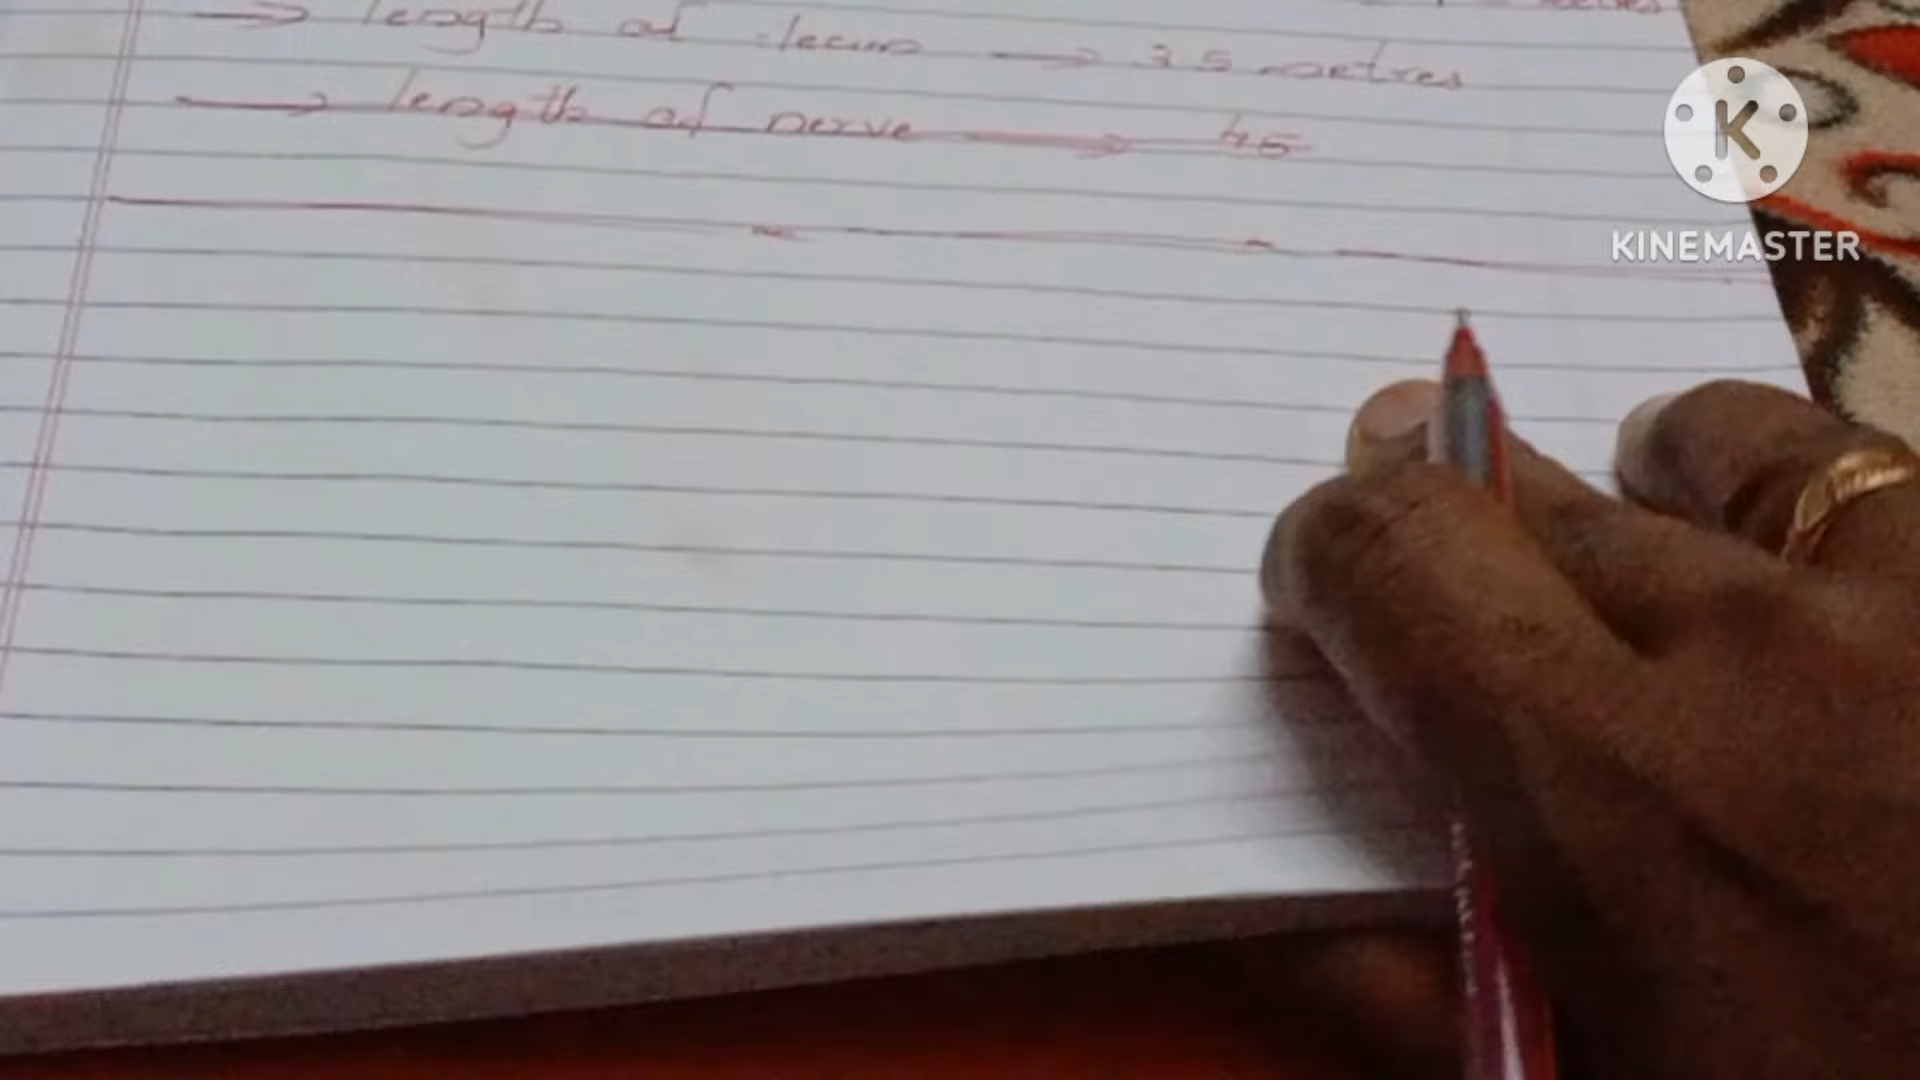 → length of ileum → 3.5 metres
→ length of nerve → 45
K
KINEMASTER